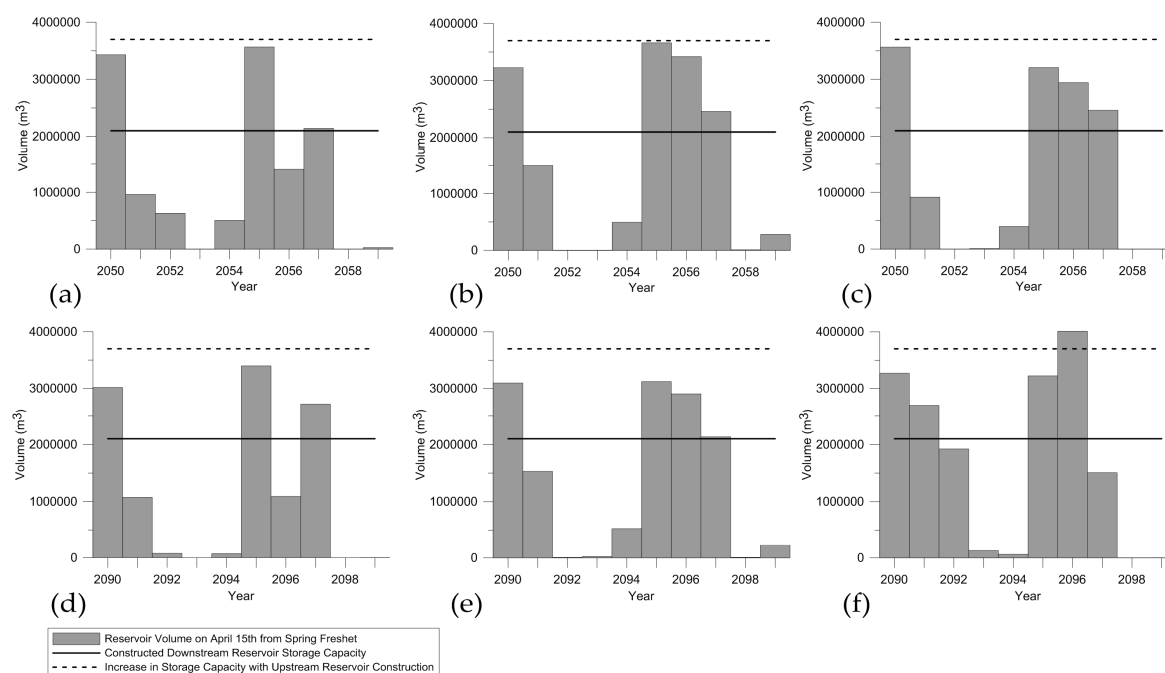 4000000
3000000
2000000
1000000
0
Volume (m3)
2050 2052 2054 2056 2058
Year
(a)
4000000
3000000
2000000
1000000
0
Volume (m3)
2050 2052 2054 2056 2058
Year
(b)
4000000
3000000
2000000
1000000
0
Volume (m3)
2050 2052 2054 2056 2058
Year
(c)
4000000
3000000
2000000
1000000
0
Volume (m3)
2090 2092 2094 2096 2098
Year
(d)
4000000
3000000
2000000
1000000
0
Volume (m3)
2090 2092 2094 2096 2098
Year
(e)
4000000
3000000
2000000
1000000
0
Volume (m3)
2090 2092 2094 2096 2098
Year
(f)
Reservoir Volume on April 15th from Spring Freshet
Constructed Downstream Reservoir Storage Capacity
Increase in Storage Capacity with Upstream Reservoir Construction